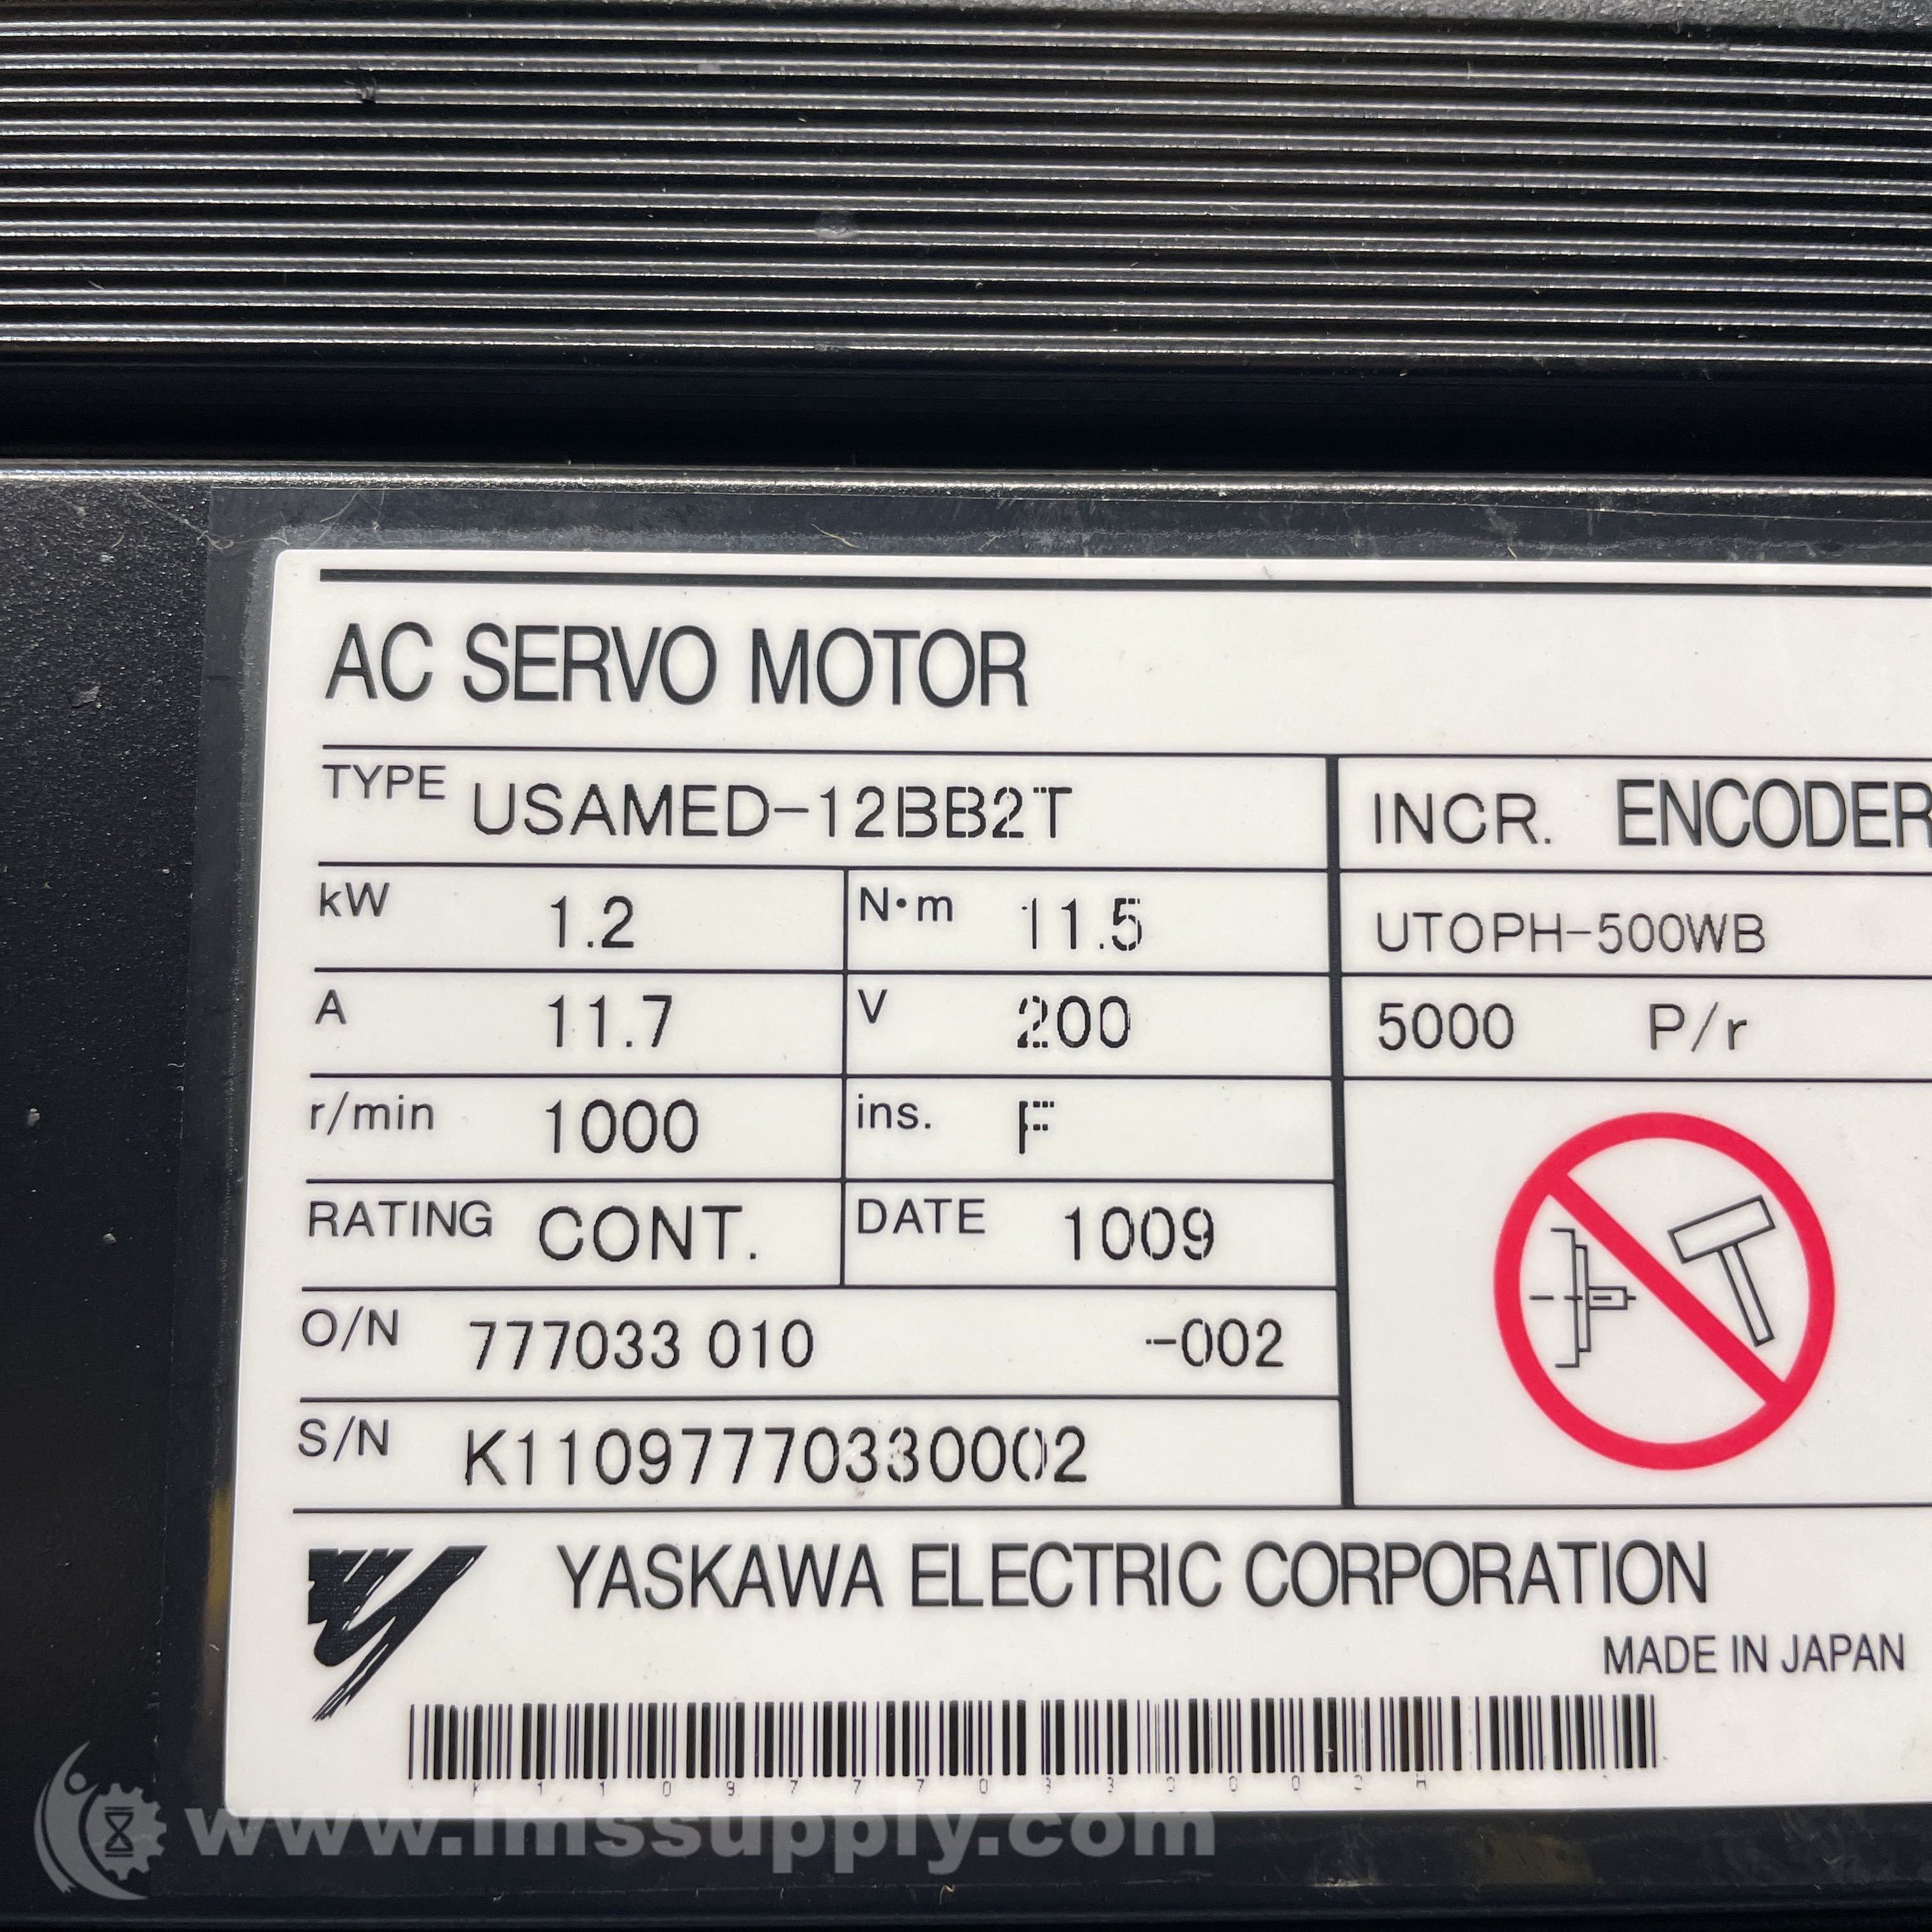 AC SERVO MOTOR
TYPE USAMED-12BB2T INCR. ENCODER
kW 1.2 N·m 11.5 UTOPH-500WB
A 11.7 V 200 5000 P/r
r/min 1000 ins. F
RATING CONT. DATE 1009
O/N 777033 010 -002
S/N K11097770330002
YASKAWA ELECTRIC CORPORATION
MADE IN JAPAN
www.imssupply.com